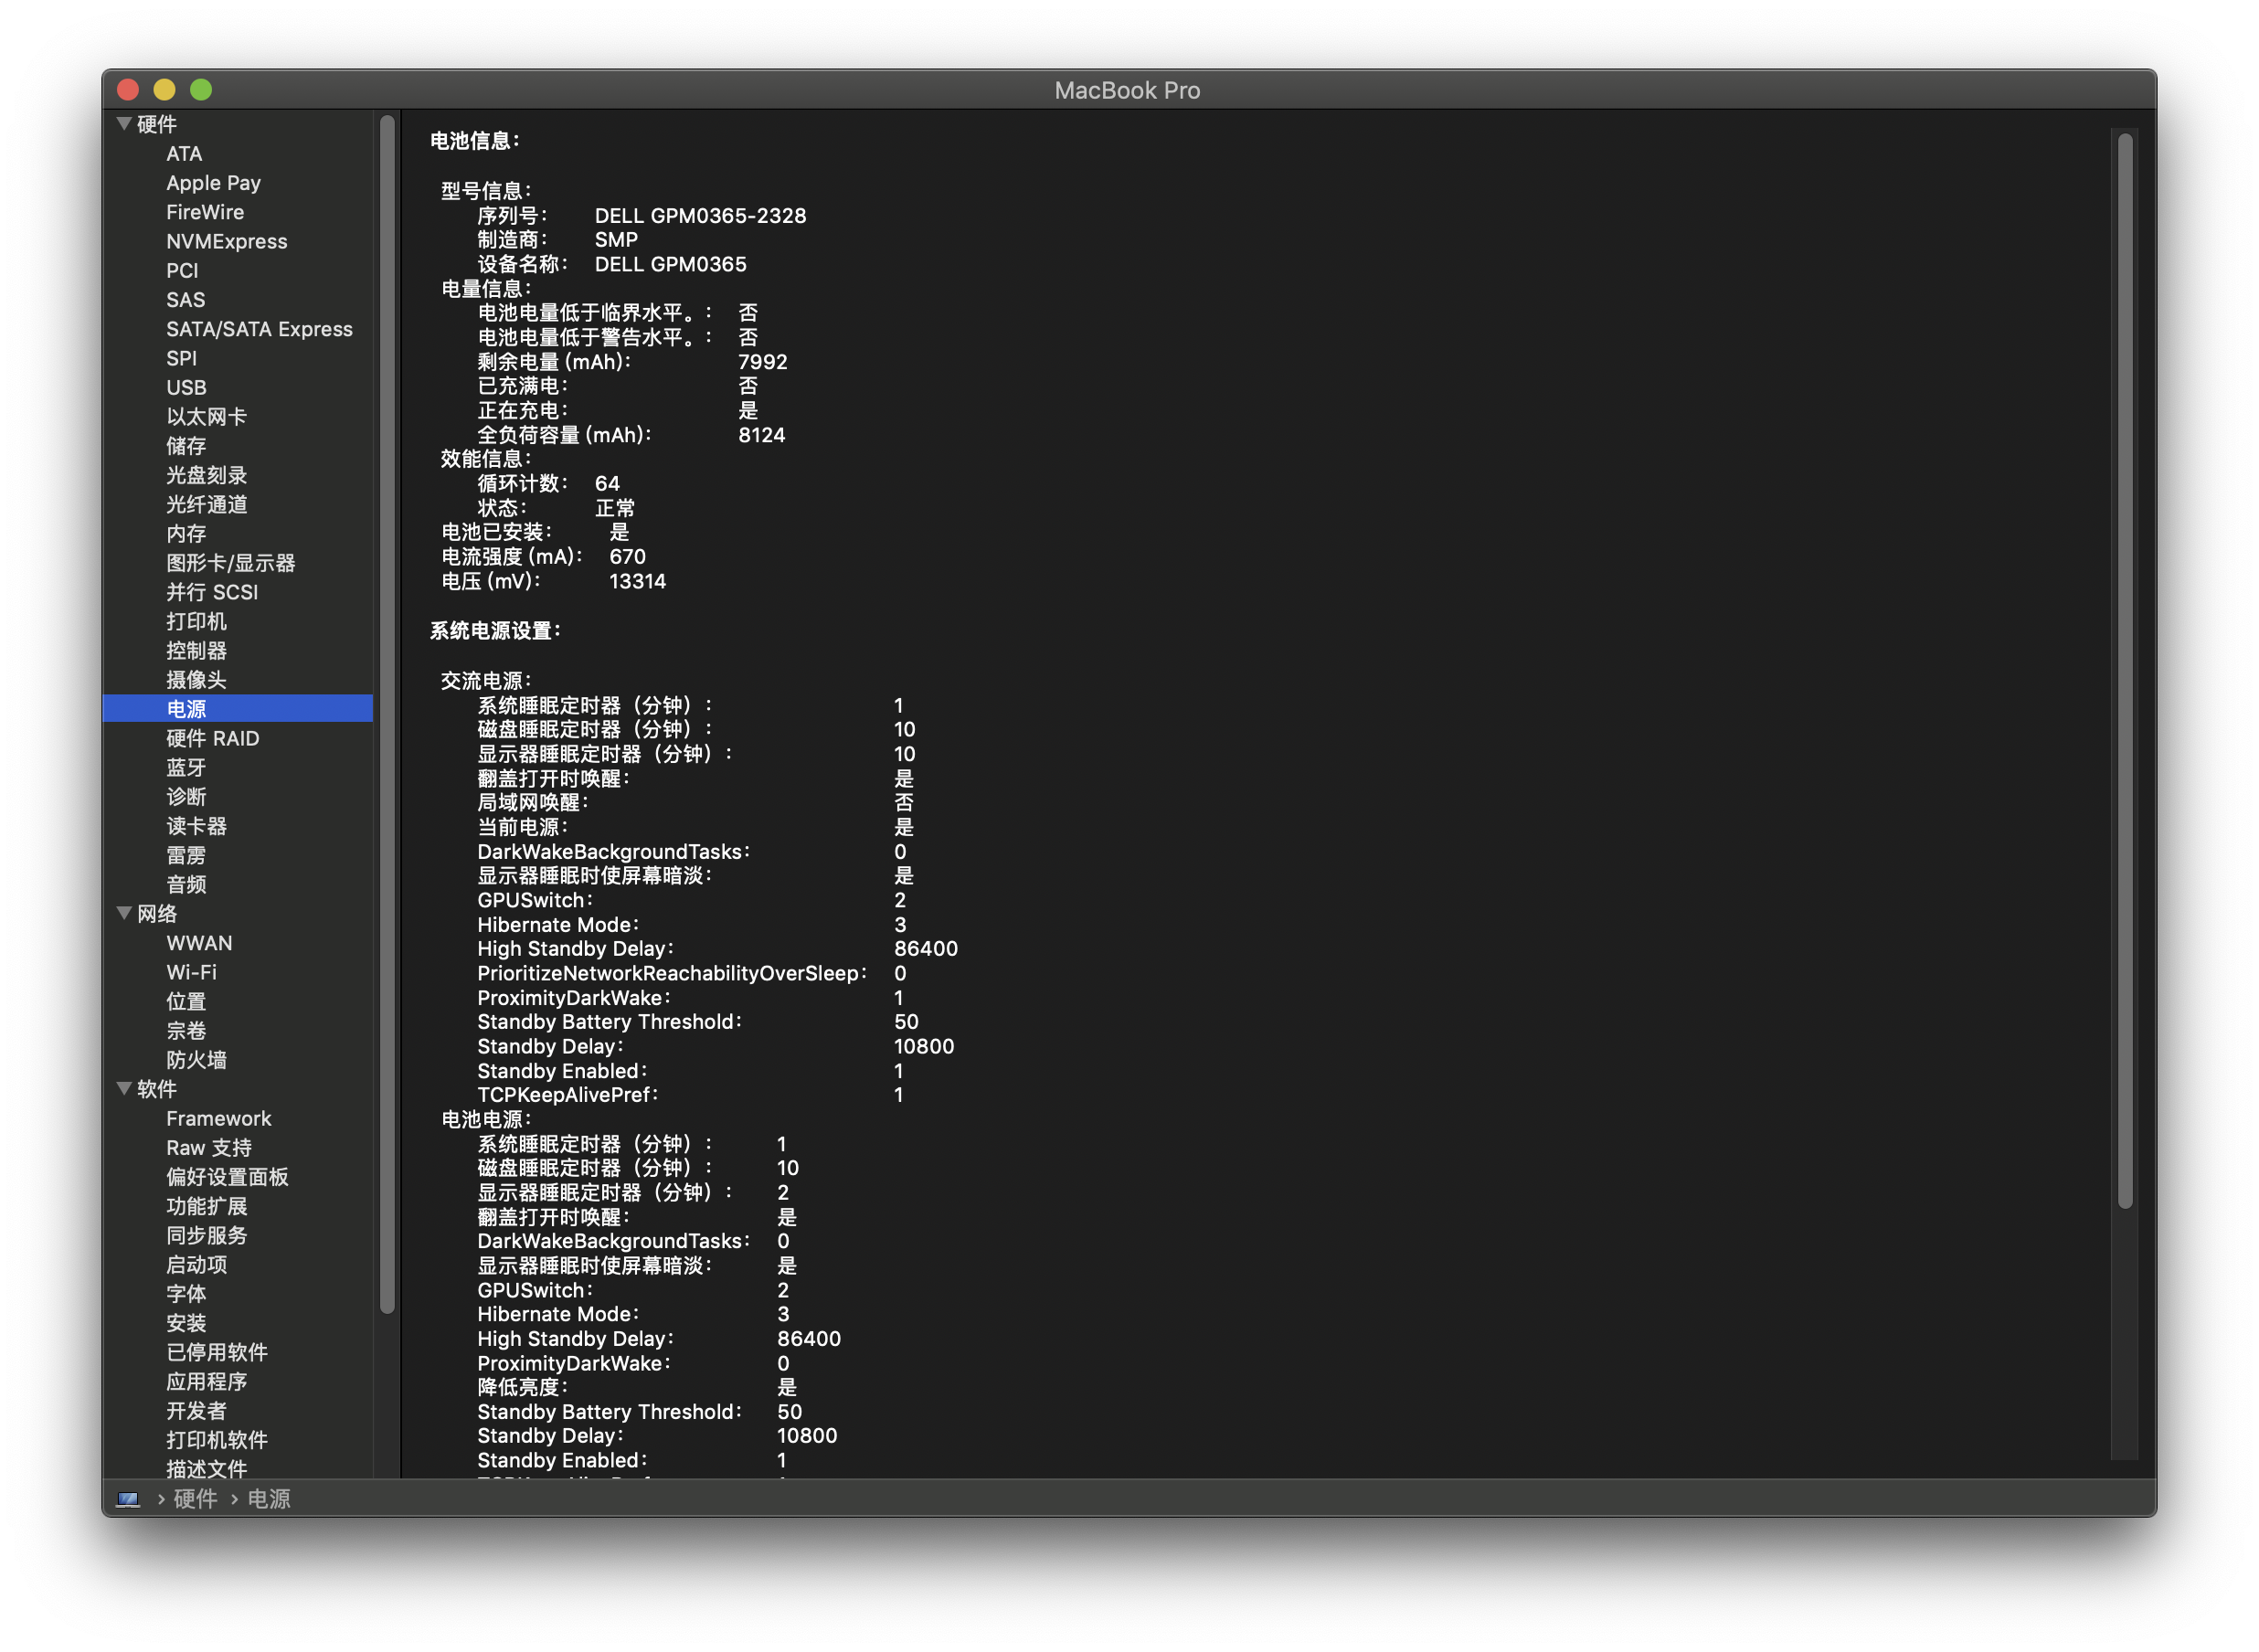 MacBook Pro
硬件
ATA
Apple Pay
FireWire
NVMExpress
PCI
SAS
SATA/SATA Express
SPI
USB
以太网卡
储存
光盘刻录
光纤通道
内存
图形卡/显示器
并行 SCSI
打印机
控制器
摄像头
电源
硬件 RAID
蓝牙
诊断
读卡器
雷雳
音频
网络
WWAN
Wi-Fi
位置
宗卷
防火墙
软件
Framework
Raw 支持
偏好设置面板
功能扩展
同步服务
启动项
字体
安装
已停用软件
应用程序
开发者
打印机软件
描述文件
电池信息：
型号信息：
序列号： DELL GPM0365-2328
制造商： SMP
设备名称： DELL GPM0365
电量信息：
电池电量低于临界水平。： 否
电池电量低于警告水平。： 否
剩余电量 (mAh)： 7992
已充满电： 否
正在充电： 是
全负荷容量 (mAh)： 8124
效能信息：
循环计数： 64
状态： 正常
电池已安装： 是
电流强度 (mA)： 670
电压 (mV)： 13314
系统电源设置：
交流电源：
系统睡眠定时器（分钟）： 1
磁盘睡眠定时器（分钟）： 10
显示器睡眠定时器（分钟）： 10
翻盖打开时唤醒： 是
局域网唤醒： 否
当前电源： 是
DarkWakeBackgroundTasks： 0
显示器睡眠时使屏幕暗淡： 是
GPUSwitch： 2
Hibernate Mode： 3
High Standby Delay： 86400
PrioritizeNetworkReachabilityOverSleep： 0
ProximityDarkWake： 1
Standby Battery Threshold： 50
Standby Delay： 10800
Standby Enabled： 1
TCPKeepAlivePref： 1
电池电源：
系统睡眠定时器（分钟）： 1
磁盘睡眠定时器（分钟）： 10
显示器睡眠定时器（分钟）： 2
翻盖打开时唤醒： 是
DarkWakeBackgroundTasks： 0
显示器睡眠时使屏幕暗淡： 是
GPUSwitch： 2
Hibernate Mode： 3
High Standby Delay： 86400
ProximityDarkWake： 0
降低亮度： 是
Standby Battery Threshold： 50
Standby Delay： 10800
Standby Enabled： 1
› 硬件 › 电源